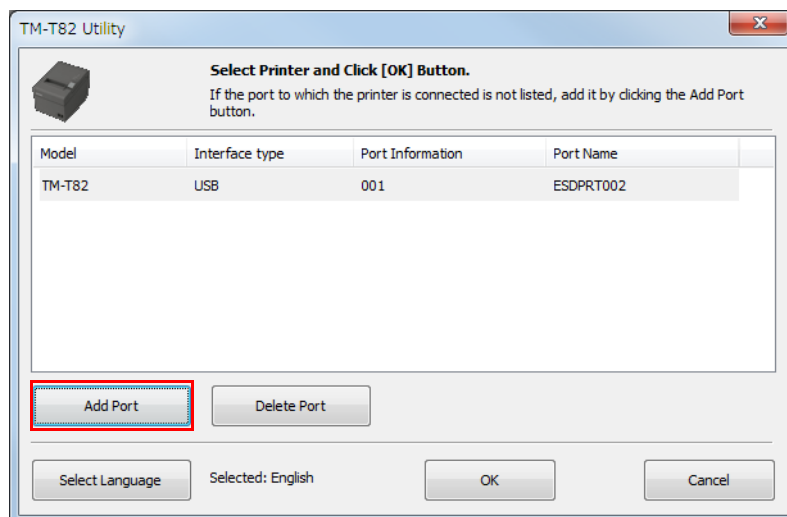 TM-T82 Utility
Select Printer and Click [OK] Button.
If the port to which the printer is connected is not listed, add it by clicking the Add Port
button.
Model Interface type Port Information Port Name
TM-T82 USB 001 ESDPRT002
Add Port Delete Port
Select Language Selected: English OK Cancel